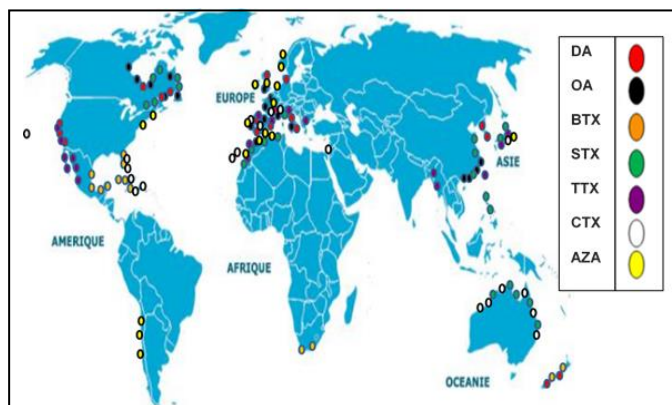 EUROPE
ASIE
AMERIQUE
AFRIQUE
OCEANIE
DA
OA
BTX
STX
TTX
CTX
AZA